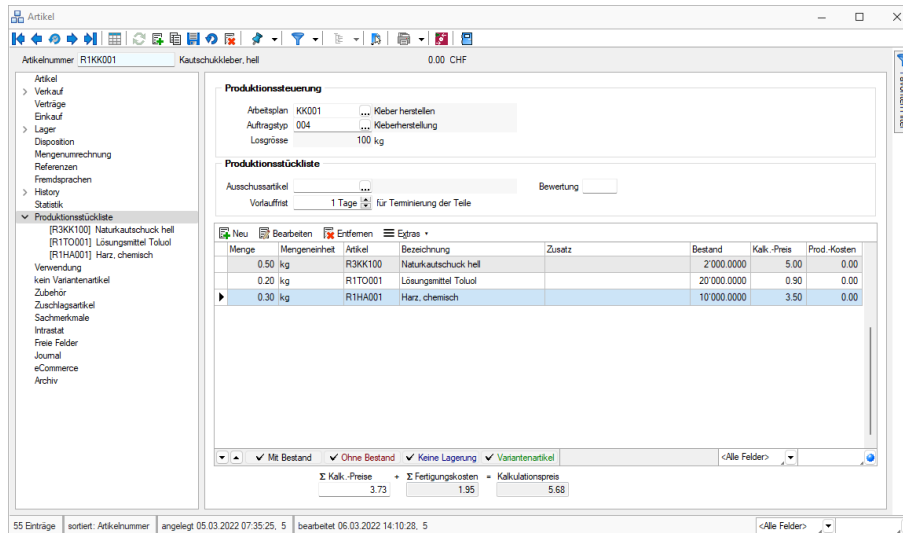 Artikel
Artikelnummer R1KK001 Kautschukkleber, hell 0.00 CHF
Artikel
Verkauf
Verträge
Einkauf
Lager
Disposition
Mengenumrechnung
Referenzen
Fremdsprachen
History
Statistik
Produktionsstückliste
[R3KK100] Naturkautschuck hell
[R1TO001] Lösungsmittel Toluol
[R1HA001] Harz, chemisch
Verwendung
kein Variantenartikel
Zubehör
Zuschlagsartikel
Sachmerkmale
Intrastat
Freie Felder
Journal
eCommerce
Archiv
Produktionssteuerung
Arbeitsplan KK001 ... Kleber herstellen
Auftragstyp 004 ... Kleberherstellung
Losgrösse 100 kg
Produktionsstückliste
Ausschussartikel ... Bewertung
Vorlauffrist 1 Tage für Terminierung der Teile
Neu Bearbeiten Entfernen Extras
Menge Mengeneinheit Artikel Bezeichnung Zusatz Bestand Kalk.-Preis Prod.-Kosten
0.50 kg R3KK100 Naturkautschuck hell 2'000.0000 5.00 0.00
0.20 kg R1TO001 Lösungsmittel Toluol 20'000.0000 0.90 0.00
0.30 kg R1HA001 Harz, chemisch 10'000.0000 3.50 0.00
Mit Bestand Ohne Bestand Keine Lagerung Variantenartikel <Alle Felder>
Σ Kalk.-Preise + Σ Fertigungskosten = Kalkulationspreis
3.73 1.95 5.68
55 Einträge sortiert: Artikelnummer angelegt 05.03.2022 07:35:25, 5 bearbeitet 06.03.2022 14:10:28, 5 <Alle Felder>